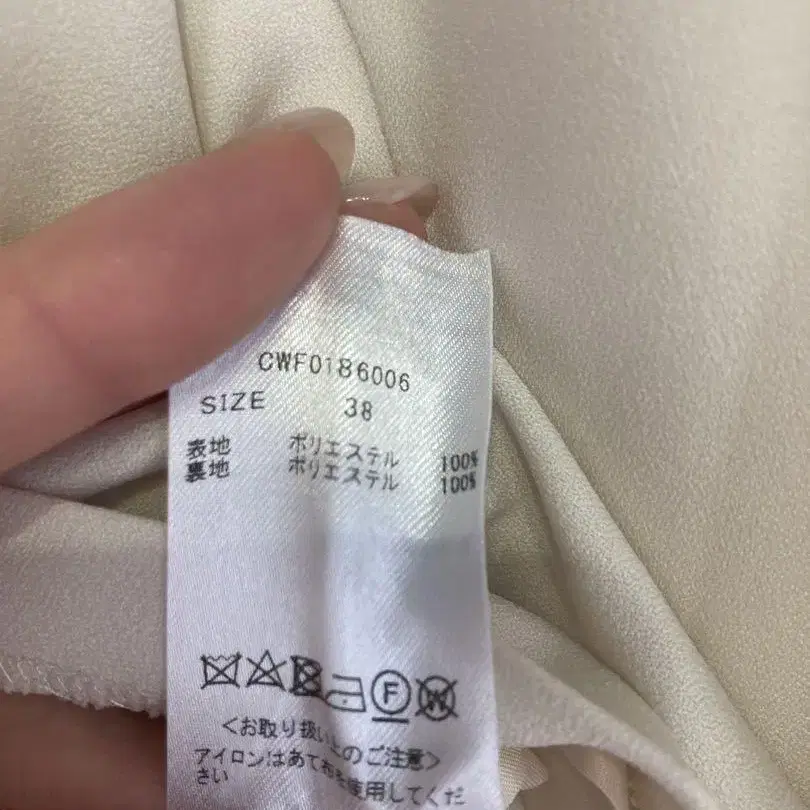 CWF0186006
SIZE 38
表地 ポリエステル 100%
裏地 ポリエステル 100%
F W
<お取り扱い上のご注意>
アイロンはあて布を使用してくだ
さい